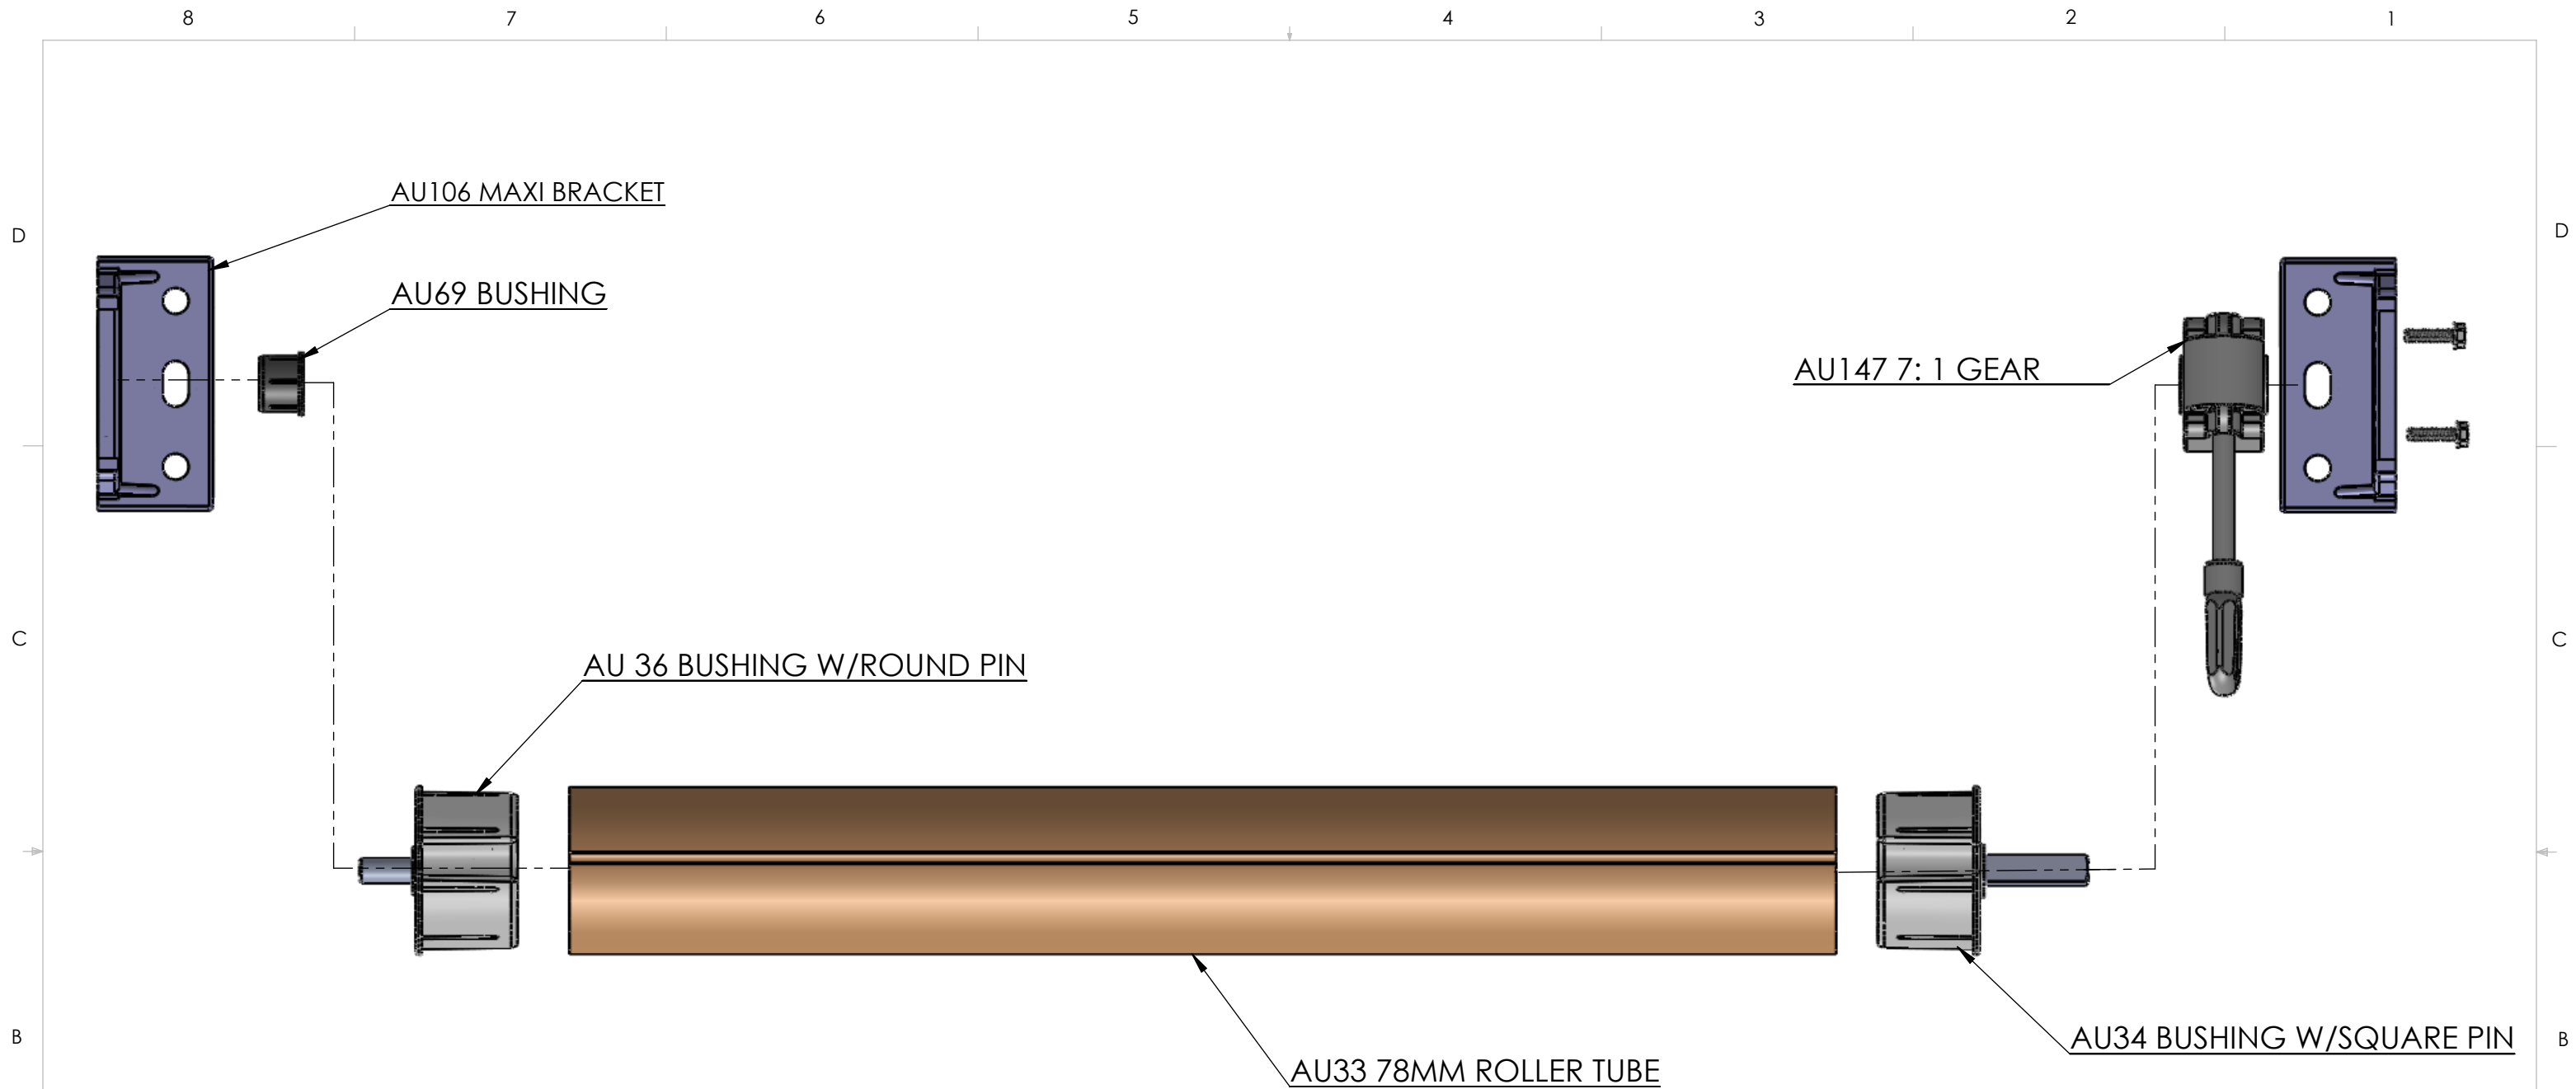 8 7 6 5 4 3 2 1
AU106 MAXI BRACKET
D D
AU69 BUSHING
AU147 7: 1 GEAR
C C
AU 36 BUSHING W/ROUND PIN
B B
AU34 BUSHING W/SQUARE PIN
AU33 78MM ROLLER TUBE